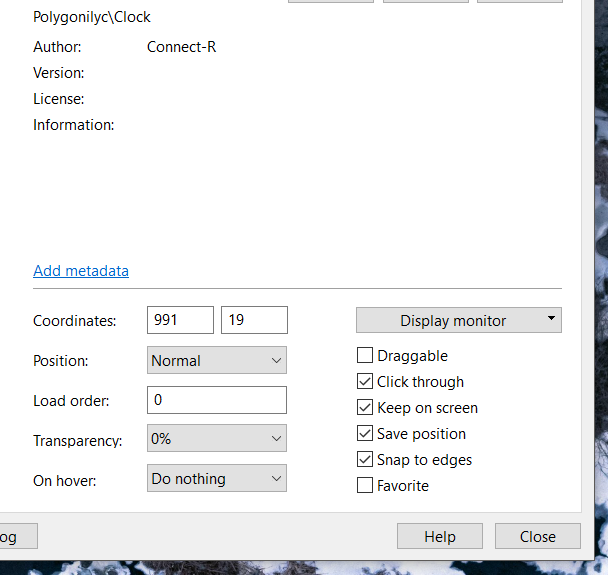 Polygonilyc\Clock
Author: Connect-R
Version:
License:
Information:
Add metadata
Coordinates: 991 19
Display monitor
Position: Normal
Draggable
Click through
Load order: 0
Keep on screen
Transparency: 0%
Save position
Snap to edges
On hover: Do nothing
Favorite
og
Help
Close